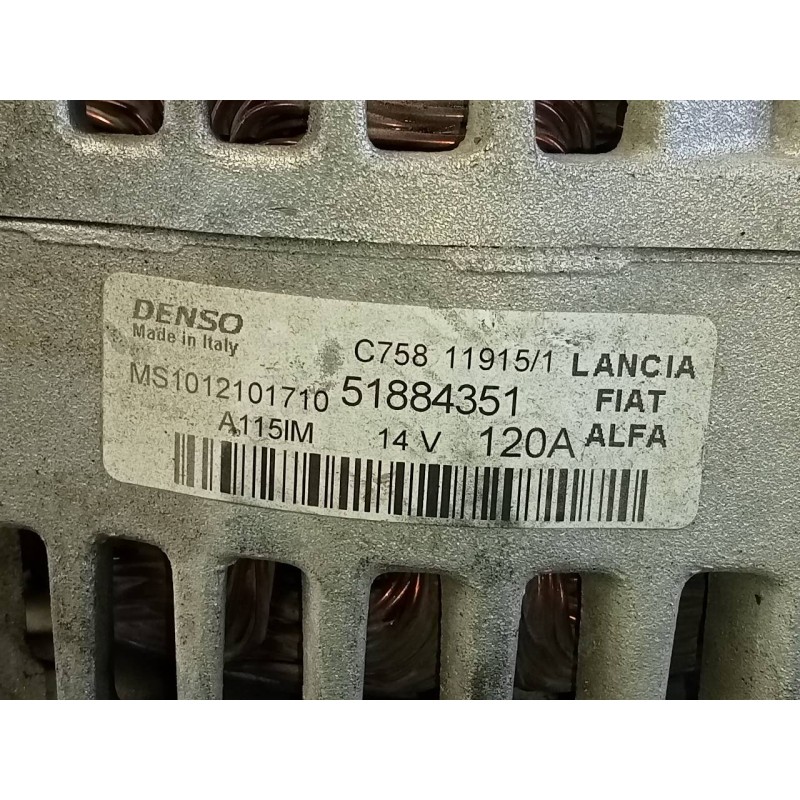 DENSO
Made in Italy
C758 11915/1 LANCIA
MS1012101710 51884351 FIAT
A115IM 14 V 120A ALFA